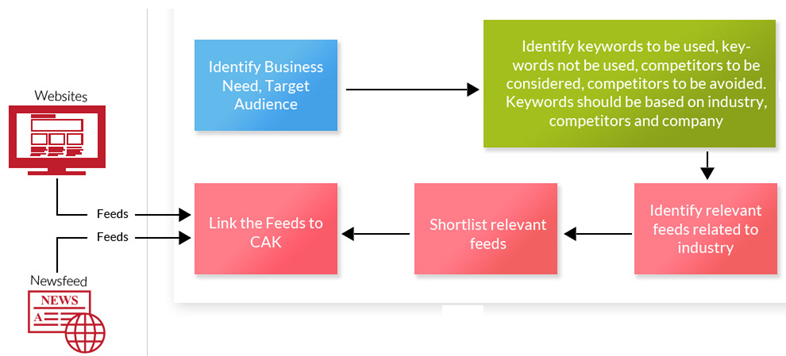 Identify Business
Need, Target
Audience
Identify keywords to be used, key-
words not be used, competitors to be
considered, competitors to be avoided.
Keywords should be based on industry,
competitors and company
Websites
Feeds
Feeds
Link the Feeds to
CAK
Shortlist relevant
feeds
Identify relevant
feeds related to
industry
Newsfeed
NEWS
A